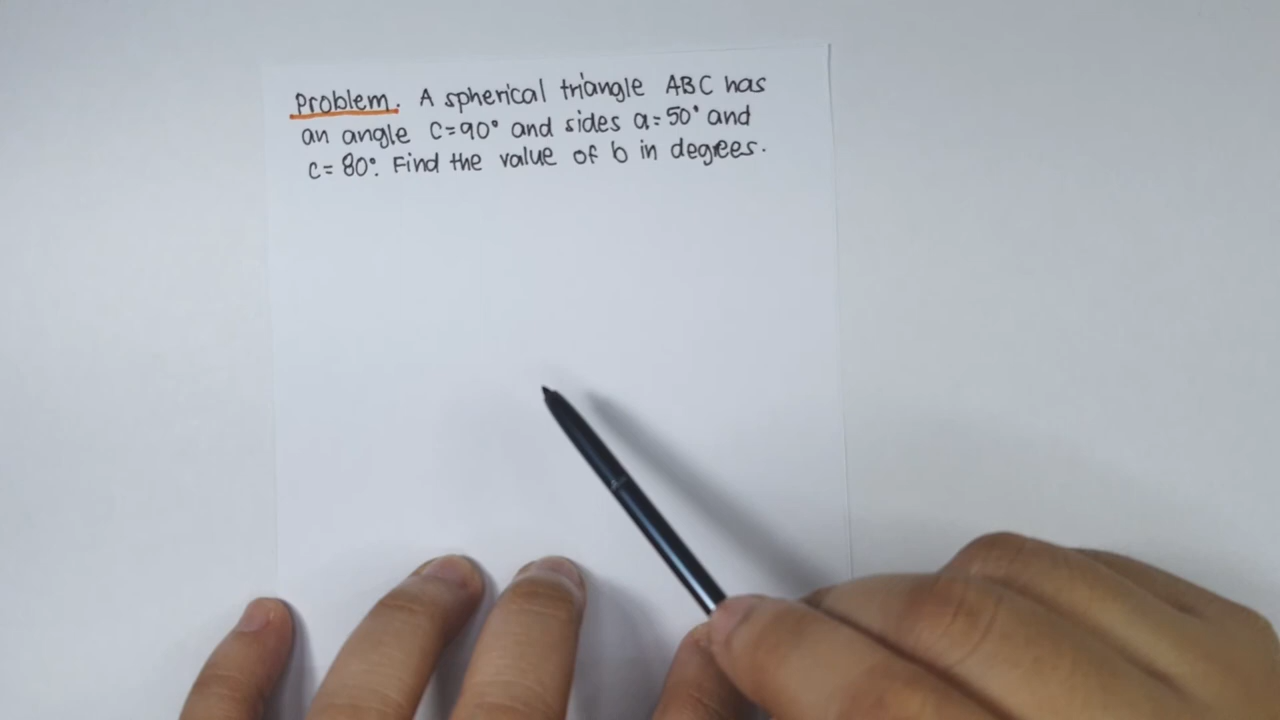 Problem. A spherical triangle ABC has
an angle C=90° and sides a=50° and
c=80°. Find the value of b in degrees.